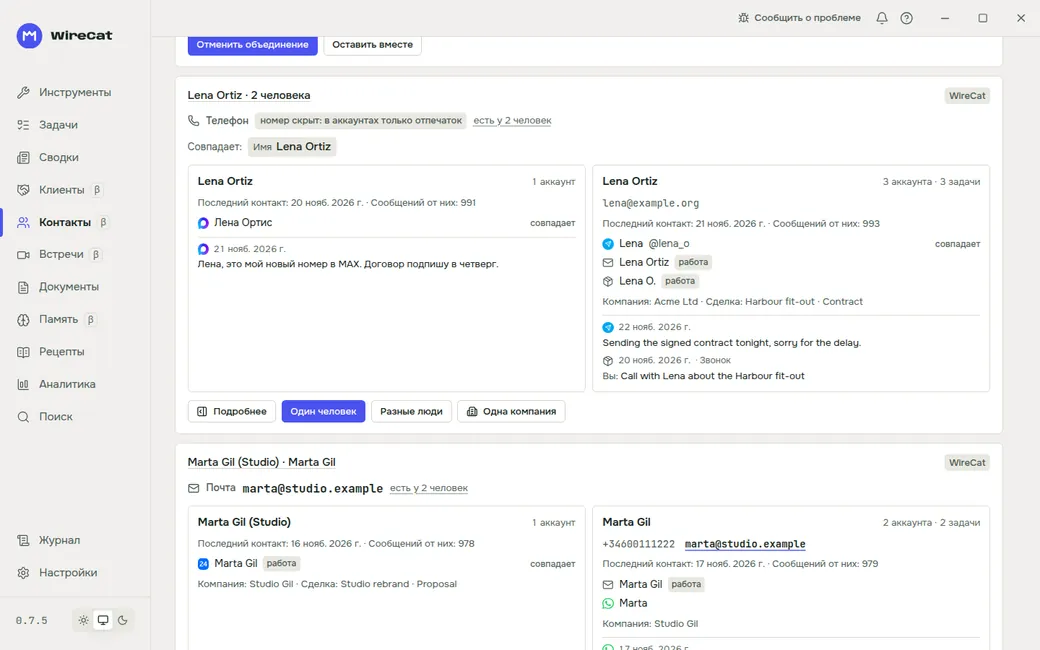 WireCat
Сообщить о проблеме
Инструменты
Задачи
Сводки
Клиенты β
Контакты β
Встречи β
Документы
Память β
Рецепты
Аналитика
Поиск
Журнал
Настройки
0.7.5
Отменить объединение
Оставить вместе
Lena Ortiz · 2 человека
WireCat
Телефон номер скрыт: в аккаунтах только отпечаток есть у 2 человек
Совпадает: Имя Lena Ortiz
Lena Ortiz
1 аккаунт
Последний контакт: 20 нояб. 2026 г. · Сообщений от них: 991
Лена Ортис
совпадает
21 нояб. 2026 г.
Лена, это мой новый номер в MAX. Договор подпишу в четверг.
Lena Ortiz
3 аккаунта · 3 задачи
lena@example.org
Последний контакт: 21 нояб. 2026 г. · Сообщений от них: 993
Lena @lena_o
совпадает
Lena Ortiz работа
Lena O. работа
Компания: Acme Ltd · Сделка: Harbour fit-out · Contract
22 нояб. 2026 г.
Sending the signed contract tonight, sorry for the delay.
20 нояб. 2026 г. · Звонок
Вы: Call with Lena about the Harbour fit-out
Подробнее
Один человек
Разные люди
Одна компания
Marta Gil (Studio) · Marta Gil
WireCat
Почта marta@studio.example есть у 2 человек
Marta Gil (Studio)
1 аккаунт
Последний контакт: 16 нояб. 2026 г. · Сообщений от них: 978
24 Marta Gil работа
совпадает
Компания: Studio Gil · Сделка: Studio rebrand · Proposal
Marta Gil
2 аккаунта · 2 задачи
+34600111222 marta@studio.example
Последний контакт: 17 нояб. 2026 г. · Сообщений от них: 979
Marta Gil работа
Marta
Компания: Studio Gil
17 нояб. 2026 г.